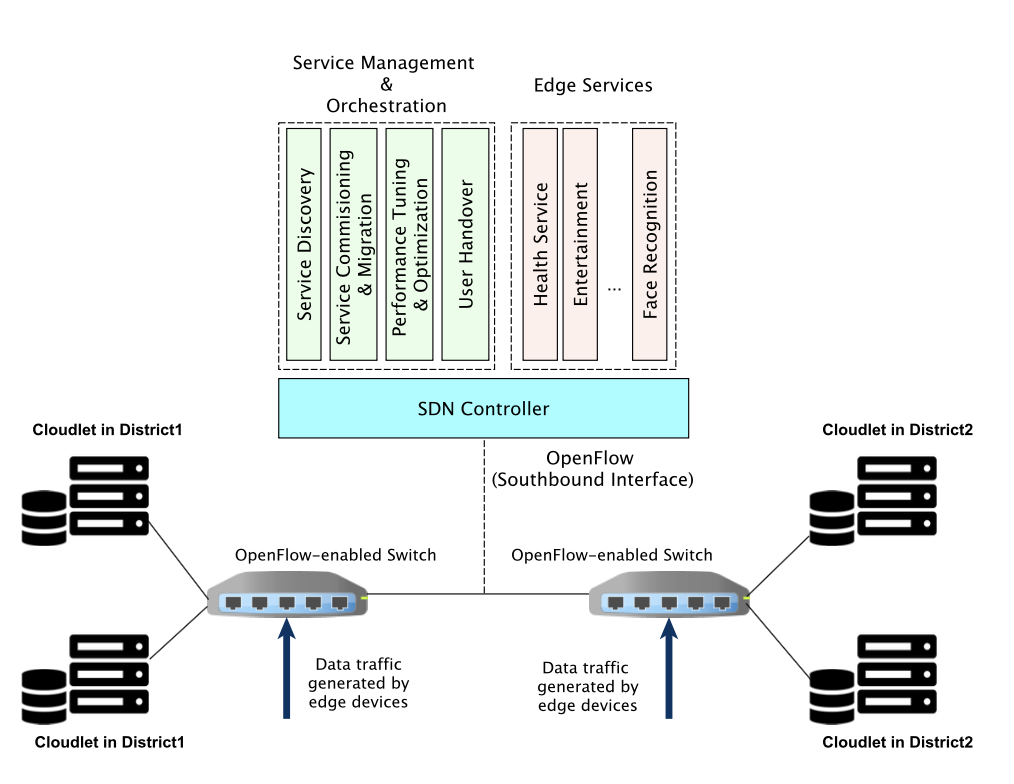 Service Management
&
Orchestration
Edge Services
Service Discovery
Service Commisioning
& Migration
Performance Tuning
& Optimization
User Handover
Health Service
Entertainment
...
Face Recognition
SDN Controller
Cloudlet in District1
Cloudlet in District2
OpenFlow
(Southbound Interface)
OpenFlow-enabled Switch
OpenFlow-enabled Switch
Data traffic
generated by
edge devices
Data traffic
generated by
edge devices
Cloudlet in District1
Cloudlet in District2